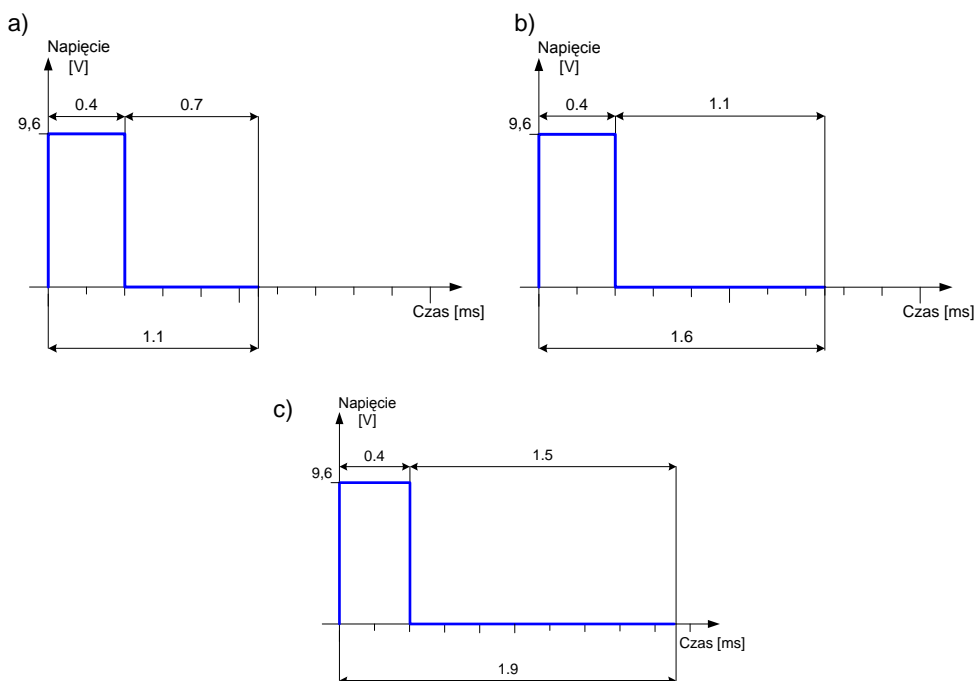 a)
Napięcie
[V]
0.4
0.7
9,6
Czas [ms]
1.1
b)
Napięcie
[V]
0.4
1.1
9,6
Czas [ms]
1.6
c)
Napięcie
[V]
0.4
1.5
9,6
Czas [ms]
1.9